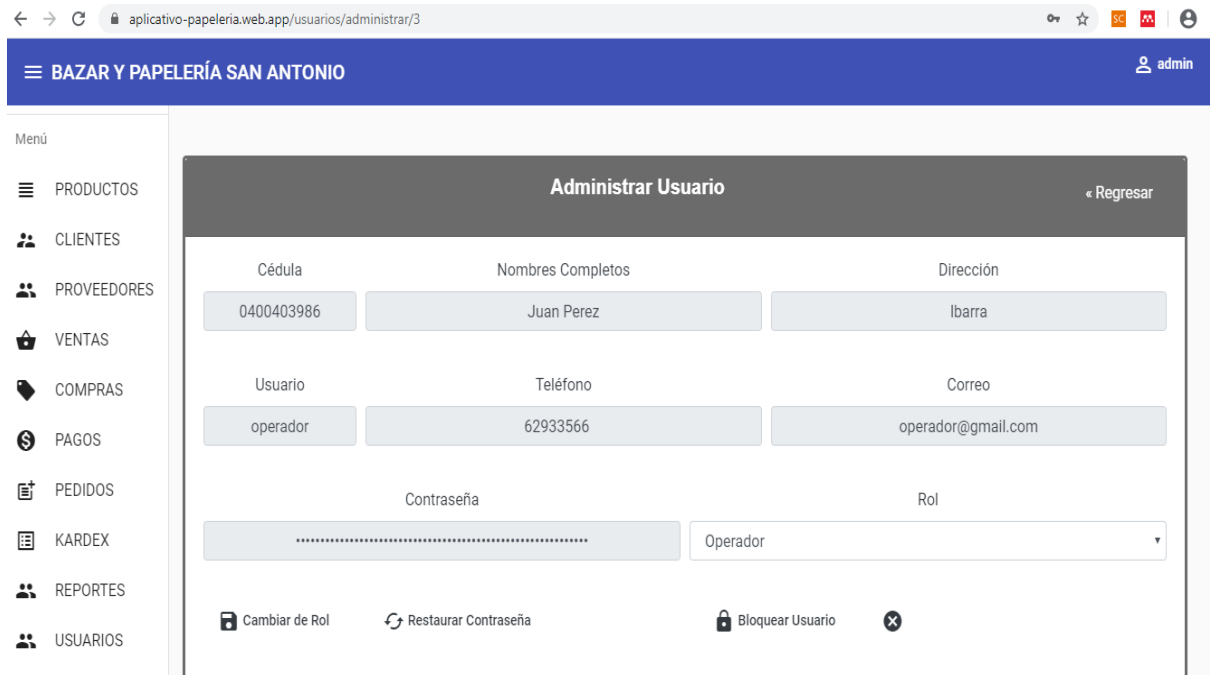 aplicativo-papeleria.web.app/usuarios/administrar/3
SC
BAZAR Y PAPELERÍA SAN ANTONIO
admin
Menú
PRODUCTOS
CLIENTES
PROVEEDORES
VENTAS
COMPRAS
PAGOS
PEDIDOS
KARDEX
REPORTES
USUARIOS
Administrar Usuario
« Regresar
Cédula Nombres Completos Dirección
0400403986 Juan Perez Ibarra
Usuario Teléfono Correo
operador 62933566 operador@gmail.com
Contraseña Rol
Operador
Cambiar de Rol Restaurar Contraseña Bloquear Usuario